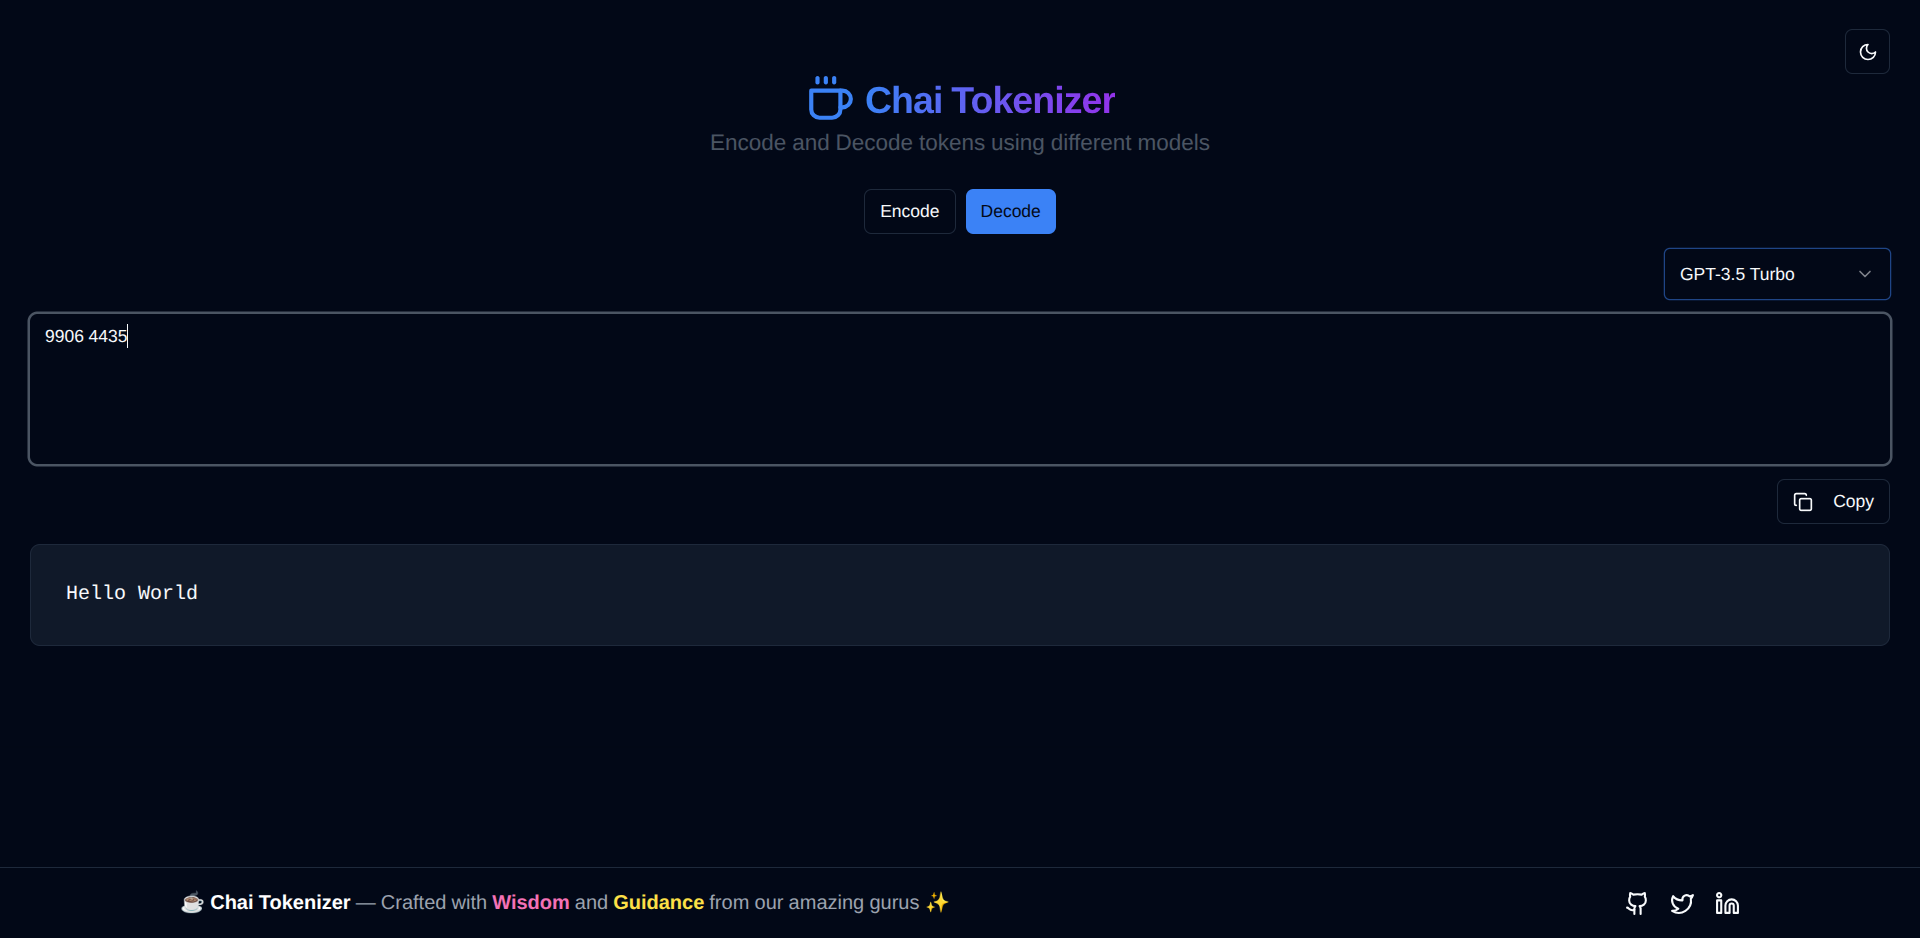 Chai Tokenizer
Encode and Decode tokens using different models
Encode Decode
GPT-3.5 Turbo
9906 4435
Copy
Hello World
☕ Chai Tokenizer — Crafted with Wisdom and Guidance from our amazing gurus ✨